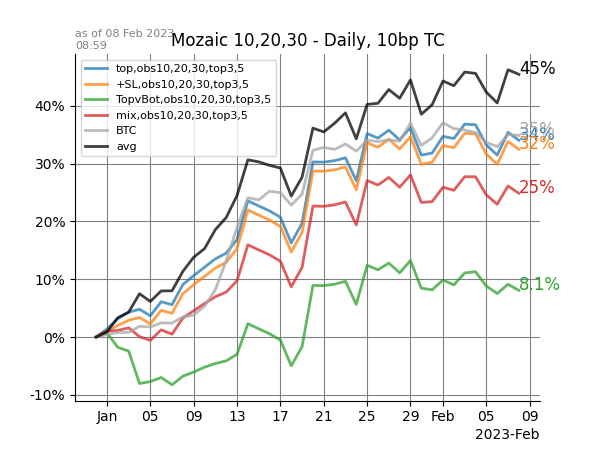 as of 08 Feb 2023
08:59
Mozaic 10,20,30 - Daily, 10bp TC
top,obs10,20,30,top3,5
+SL,obs10,20,30,top3,5
TopvBot,obs10,20,30,top3,5
mix,obs10,20,30,top3,5
BTC
avg
45%
35%
34%
32%
25%
8.1%
40%
30%
20%
10%
0%
-10%
Jan 05 09 13 17 21 25 29 Feb 05 09
2023-Feb